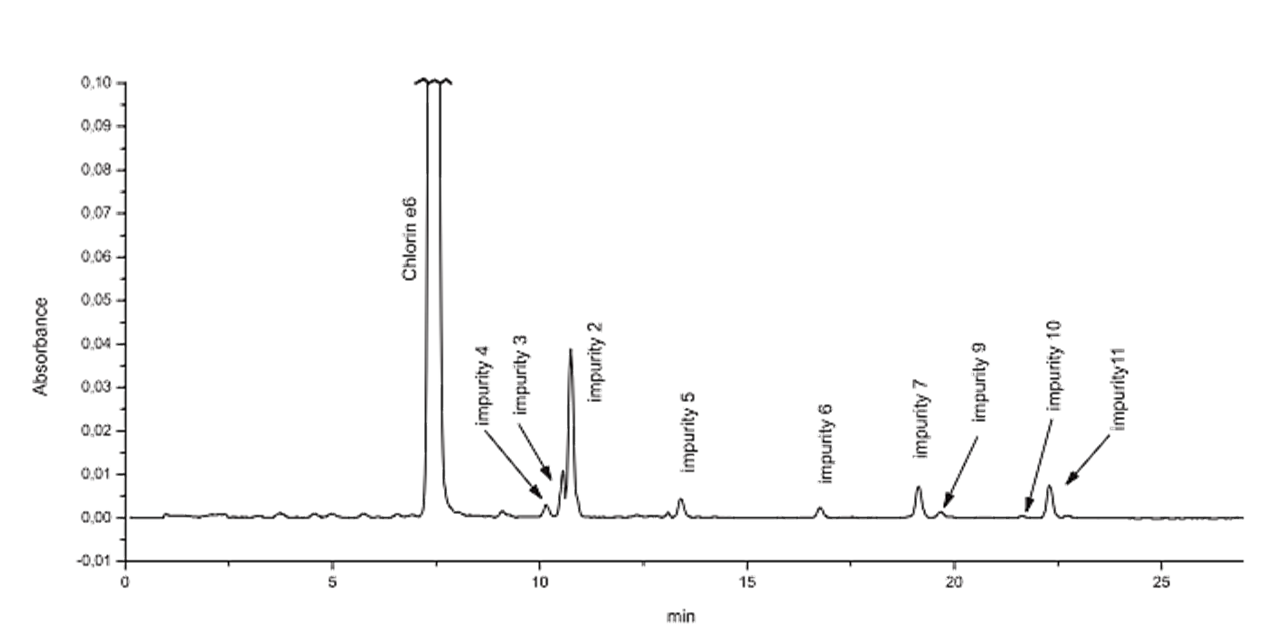 0,10
0,09
0,08
0,07
0,06
0,05
0,04
0,03
0,02
0,01
0,00
-0,01
Absorbance
Chlorin e6
impurity 4
impurity 3
impurity 2
impurity 5
impurity 6
impurity 7
impurity 9
impurity 10
impurity11
0
5
10
15
20
25
min